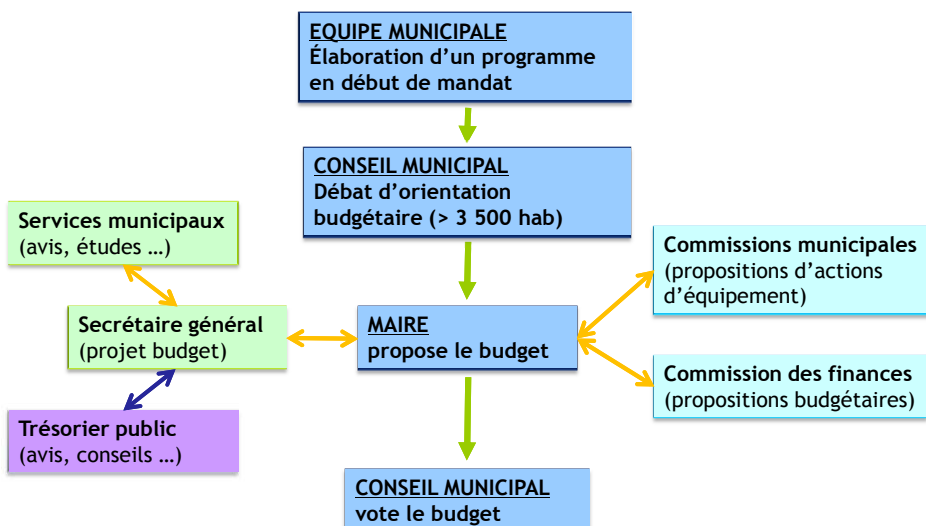 EQUIPE MUNICIPALE
Élaboration d'un programme
en début de mandat
CONSEIL MUNICIPAL
Débat d'orientation
budgétaire (> 3 500 hab)
Services municipaux
(avis, études …)
Commissions municipales
(propositions d'actions
d'équipement)
Secrétaire général
(projet budget)
MAIRE
propose le budget
Commission des finances
(propositions budgétaires)
Trésorier public
(avis, conseils …)
CONSEIL MUNICIPAL
vote le budget